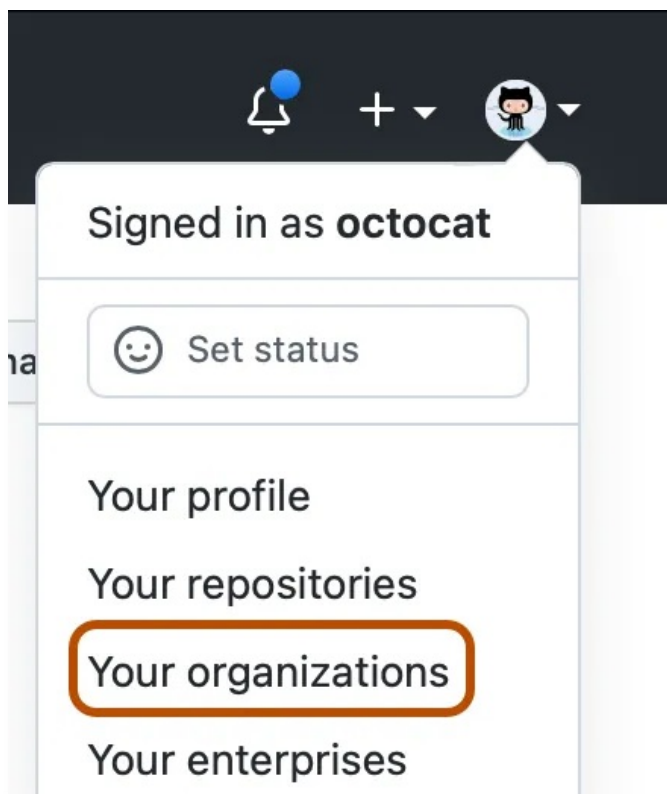 Signed in as octocat
Set status
Your profile
Your repositories
Your organizations
Your enterprises